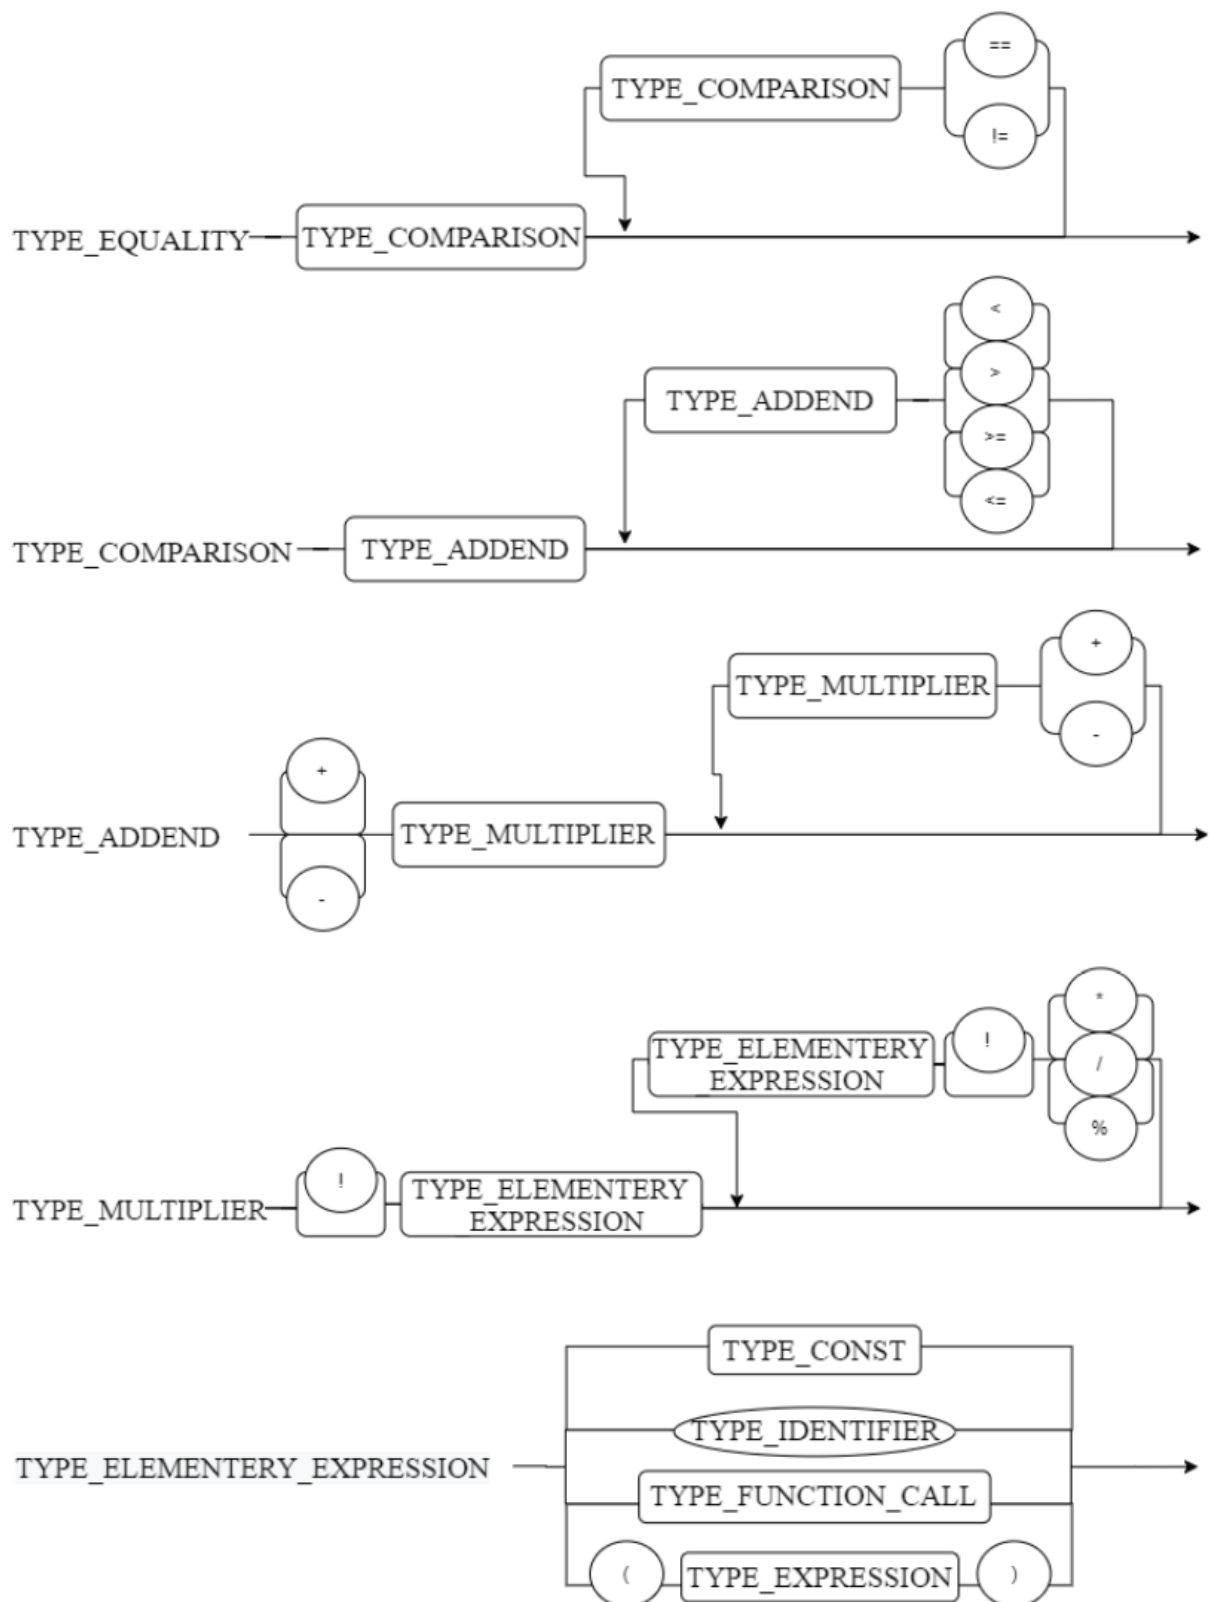 ==
TYPE_COMPARISON
!=
TYPE_EQUALITY
TYPE_COMPARISON
<
>
TYPE_ADDEND
>=
<=
TYPE_COMPARISON
TYPE_ADDEND
+
TYPE_MULTIPLIER
-
+
TYPE_ADDEND
TYPE_MULTIPLIER
-
*
TYPE_ELEMENTERY
_EXPRESSION
!
/
%
!
TYPE_MULTIPLIER
TYPE_ELEMENTERY
_EXPRESSION
TYPE_CONST
TYPE_IDENTIFIER
TYPE_ELEMENTERY_EXPRESSION
TYPE_FUNCTION_CALL
( TYPE_EXPRESSION )